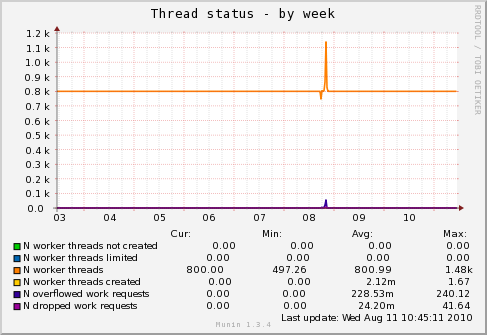 Thread status - by week
RRDTOOL / TOBI OETIKER
1.2 k
1.1 k
1.0 k
0.9 k
0.8 k
0.7 k
0.6 k
0.5 k
0.4 k
0.3 k
0.2 k
0.1 k
0.0
03 04 05 06 07 08 09 10
Cur: Min: Avg: Max:
N worker threads not created 0.00 0.00 0.00 0.00
N worker threads limited 0.00 0.00 0.00 0.00
N worker threads 800.00 497.26 800.99 1.48k
N worker threads created 0.00 0.00 2.12m 1.67
N overflowed work requests 0.00 0.00 228.53m 240.12
N dropped work requests 0.00 0.00 24.20m 41.64
Last update: Wed Aug 11 10:45:11 2010
Munin 1.3.4